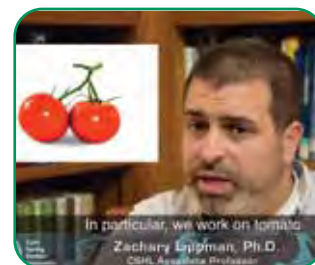 In particular, we work on tomato
Zachary Lippman, Ph.D.
CSHL Associate Professor